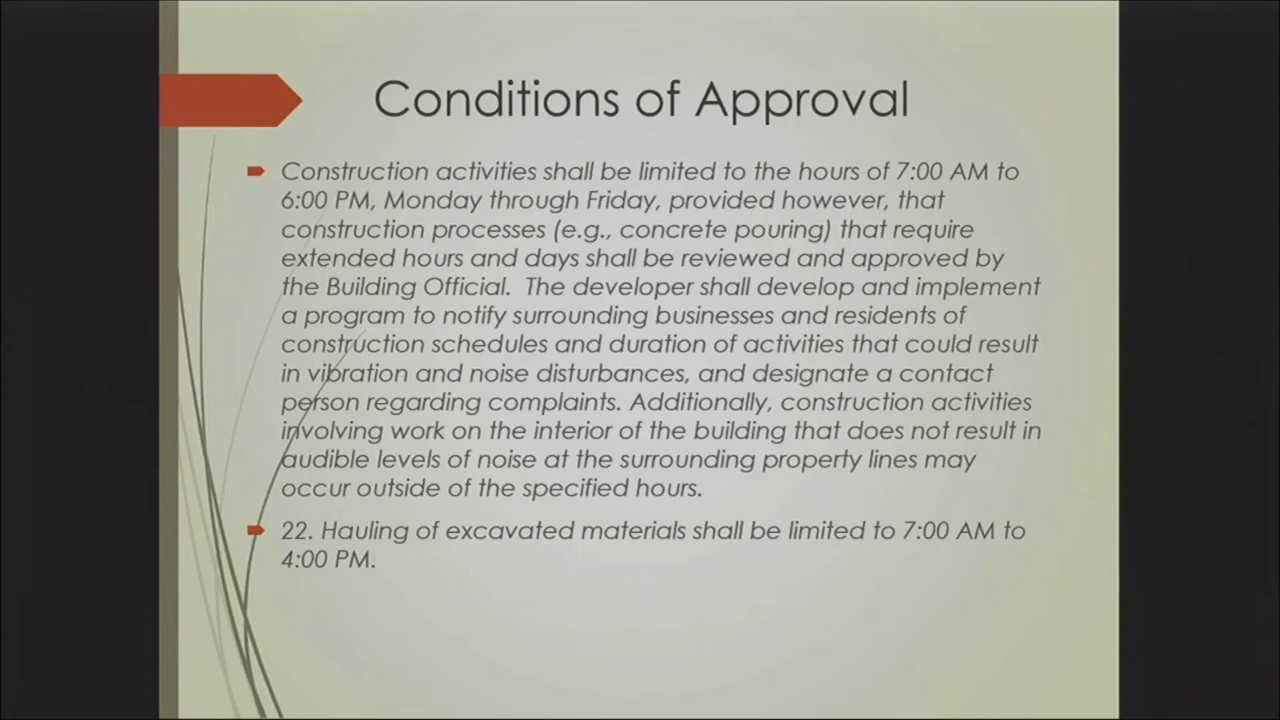 Conditions of Approval
Construction activities shall be limited to the hours of 7:00 AM to
6:00 PM, Monday through Friday, provided however, that
construction processes (e.g., concrete pouring) that require
extended hours and days shall be reviewed and approved by
the Building Official.  The developer shall develop and implement
a program to notify surrounding businesses and residents of
construction schedules and duration of activities that could result
in vibration and noise disturbances, and designate a contact
person regarding complaints. Additionally, construction activities
involving work on the interior of the building that does not result in
audible levels of noise at the surrounding property lines may
occur outside of the specified hours.
22. Hauling of excavated materials shall be limited to 7:00 AM to
4:00 PM.